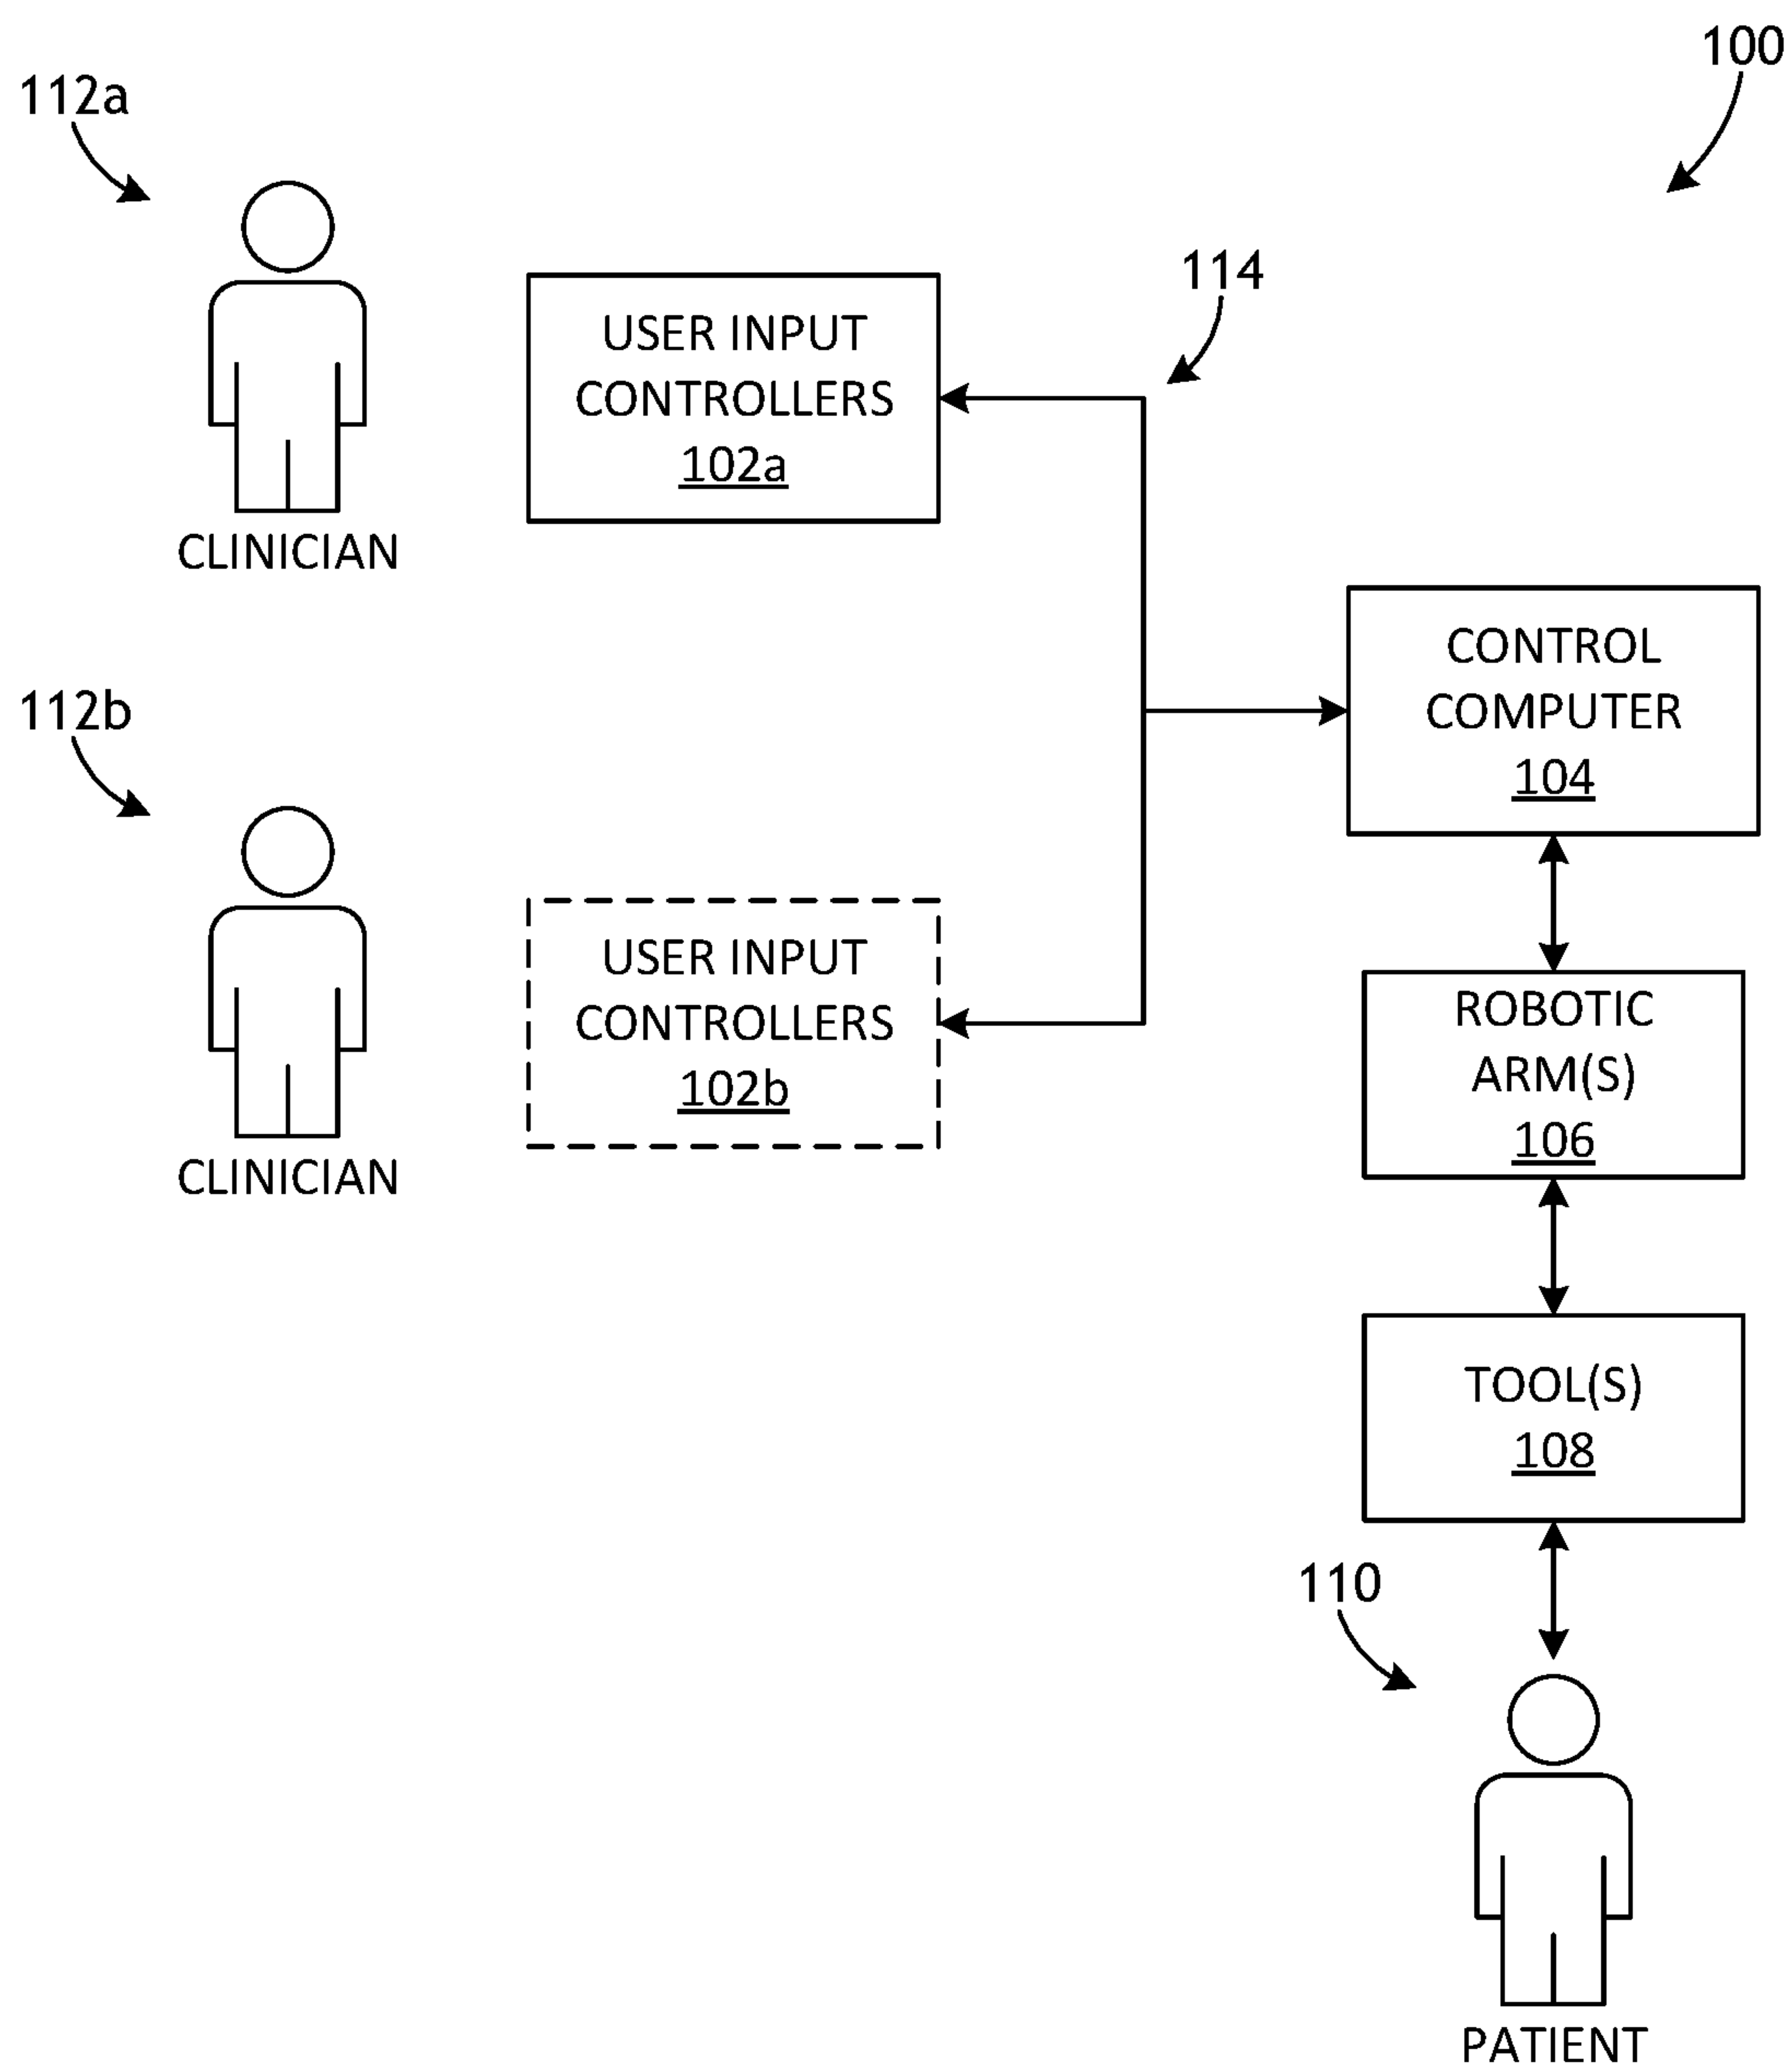 100
112a
114
USER INPUT
CONTROLLERS
102a
CLINICIAN
CONTROL
COMPUTER
104
112b
USER INPUT
CONTROLLERS
102b
CLINICIAN
ROBOTIC
ARM(S)
106
TOOL(S)
108
110
PATIENT